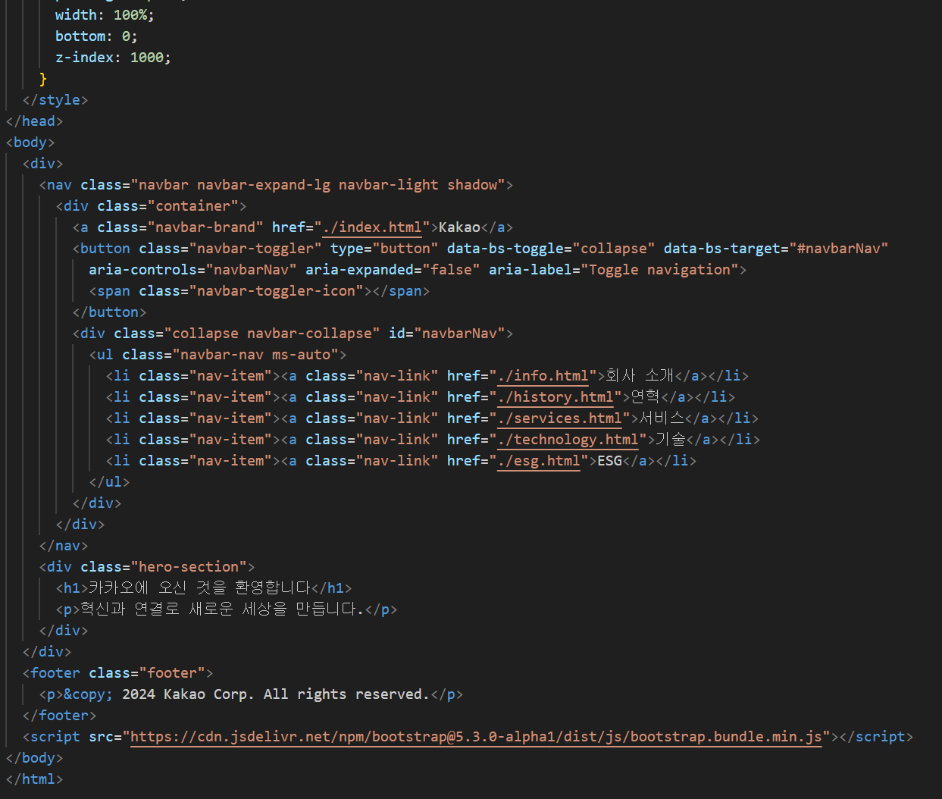 width: 100%;
bottom: 0;
z-index: 1000;
}
</style>
</head>
<body>
<div>
<nav class="navbar navbar-expand-lg navbar-light shadow">
<div class="container">
<a class="navbar-brand" href="./index.html">Kakao</a>
<button class="navbar-toggler" type="button" data-bs-toggle="collapse" data-bs-target="#navbarNav"
aria-controls="navbarNav" aria-expanded="false" aria-label="Toggle navigation">
<span class="navbar-toggler-icon"></span>
</button>
<div class="collapse navbar-collapse" id="navbarNav">
<ul class="navbar-nav ms-auto">
<li class="nav-item"><a class="nav-link" href="./info.html">회사 소개</a></li>
<li class="nav-item"><a class="nav-link" href="./history.html">연혁</a></li>
<li class="nav-item"><a class="nav-link" href="./services.html">서비스</a></li>
<li class="nav-item"><a class="nav-link" href="./technology.html">기술</a></li>
<li class="nav-item"><a class="nav-link" href="./esg.html">ESG</a></li>
</ul>
</div>
</div>
</nav>
<div class="hero-section">
<h1>카카오에 오신 것을 환영합니다</h1>
<p>혁신과 연결로 새로운 세상을 만듭니다.</p>
</div>
</div>
<footer class="footer">
<p>&copy; 2024 Kakao Corp. All rights reserved.</p>
</footer>
<script src="https://cdn.jsdelivr.net/npm/bootstrap@5.3.0-alpha1/dist/js/bootstrap.bundle.min.js"></script>
</body>
</html>